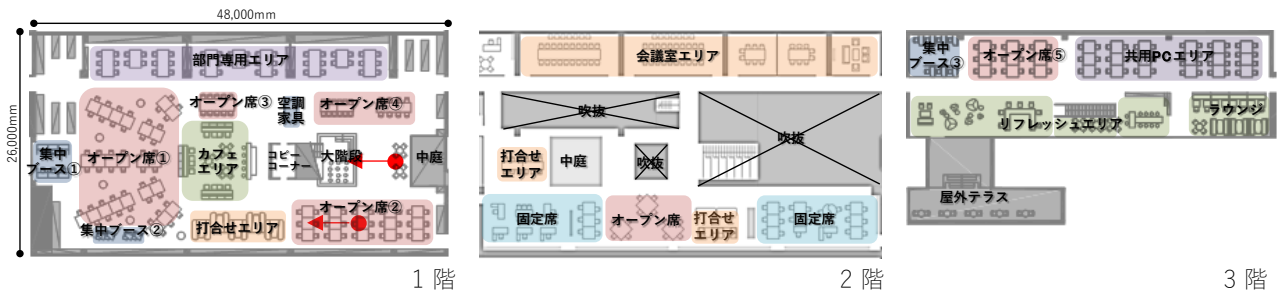 48,000mm
26,000mm
部門専用エリア
オープン席③
空調
家具
オープン席④
集中
ブース①
オープン席①
カフェ
エリア
コピー
コーナー
大階段
中庭
オープン席②
集中ブース②
打合せエリア
1 階
会議室エリア
吹抜
吹抜
打合せ
エリア
中庭
吹抜
固定席
オープン席
打合せ
エリア
固定席
2 階
集中
ブース③
オープン席⑤
共用PCエリア
リフレッシュエリア
ラウンジ
屋外テラス
3 階